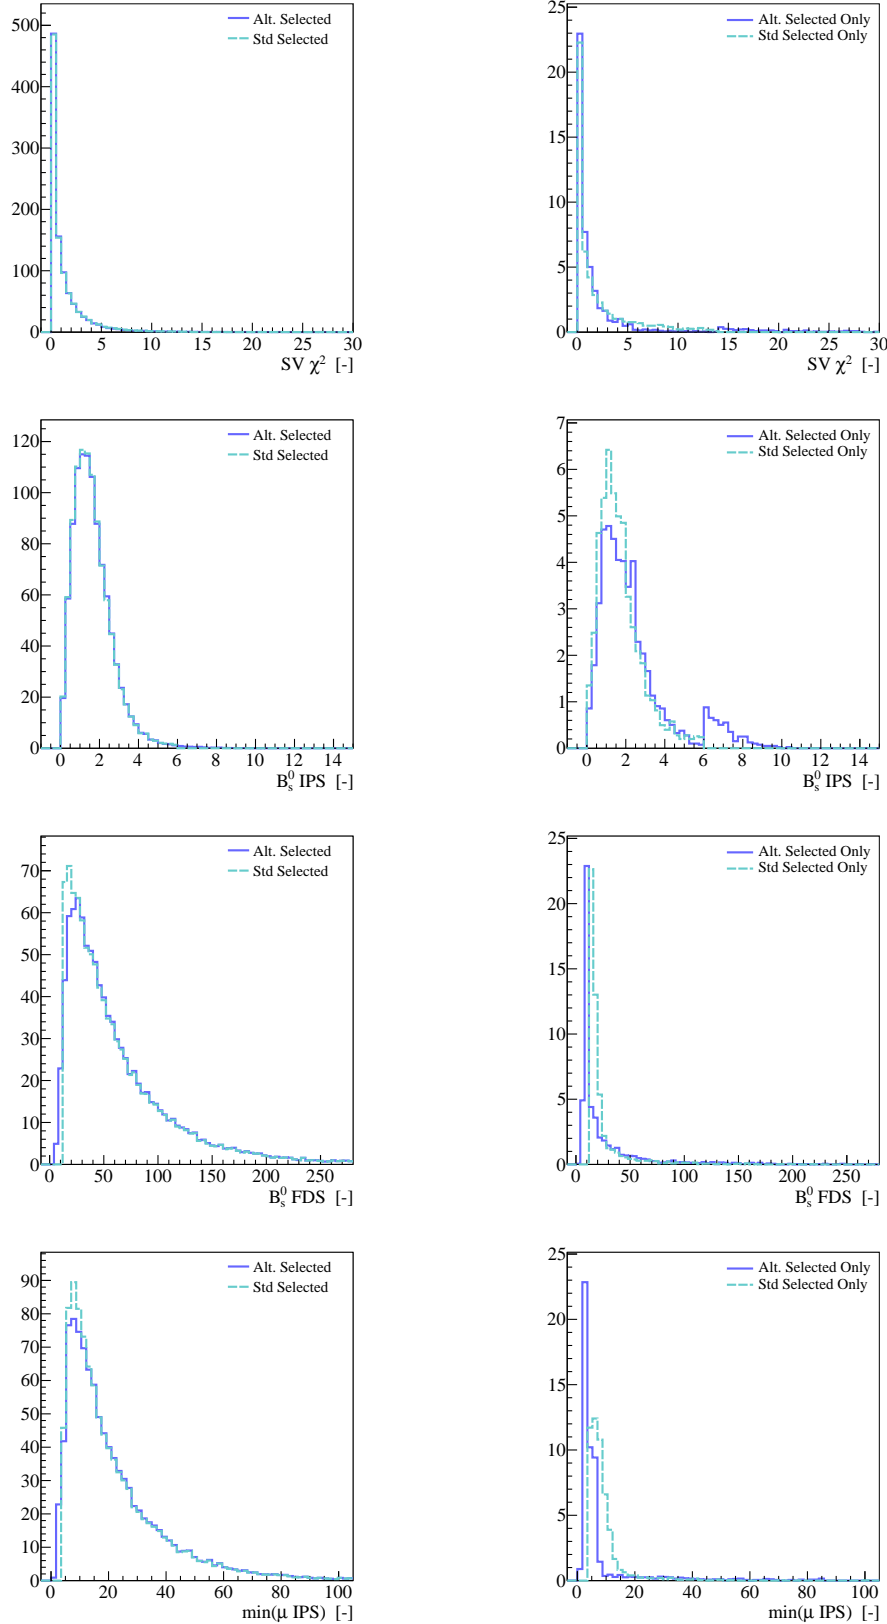 500
400
300
200
100
0
Alt. Selected
Std Selected
0 5 10 15 20 25 30
SV χ² [-]
25
20
15
10
5
0
Alt. Selected Only
Std Selected Only
0 5 10 15 20 25 30
SV χ² [-]
120
100
80
60
40
20
0
Alt. Selected
Std Selected
0 2 4 6 8 10 12 14
B_s^0 IPS [-]
7
6
5
4
3
2
1
0
Alt. Selected Only
Std Selected Only
0 2 4 6 8 10 12 14
B_s^0 IPS [-]
70
60
50
40
30
20
10
0
Alt. Selected
Std Selected
0 50 100 150 200 250
B_s^0 FDS [-]
25
20
15
10
5
0
Alt. Selected Only
Std Selected Only
0 50 100 150 200 250
B_s^0 FDS [-]
90
80
70
60
50
40
30
20
10
0
Alt. Selected
Std Selected
0 20 40 60 80 100
min(μ IPS) [-]
25
20
15
10
5
0
Alt. Selected Only
Std Selected Only
0 20 40 60 80 100
min(μ IPS) [-]